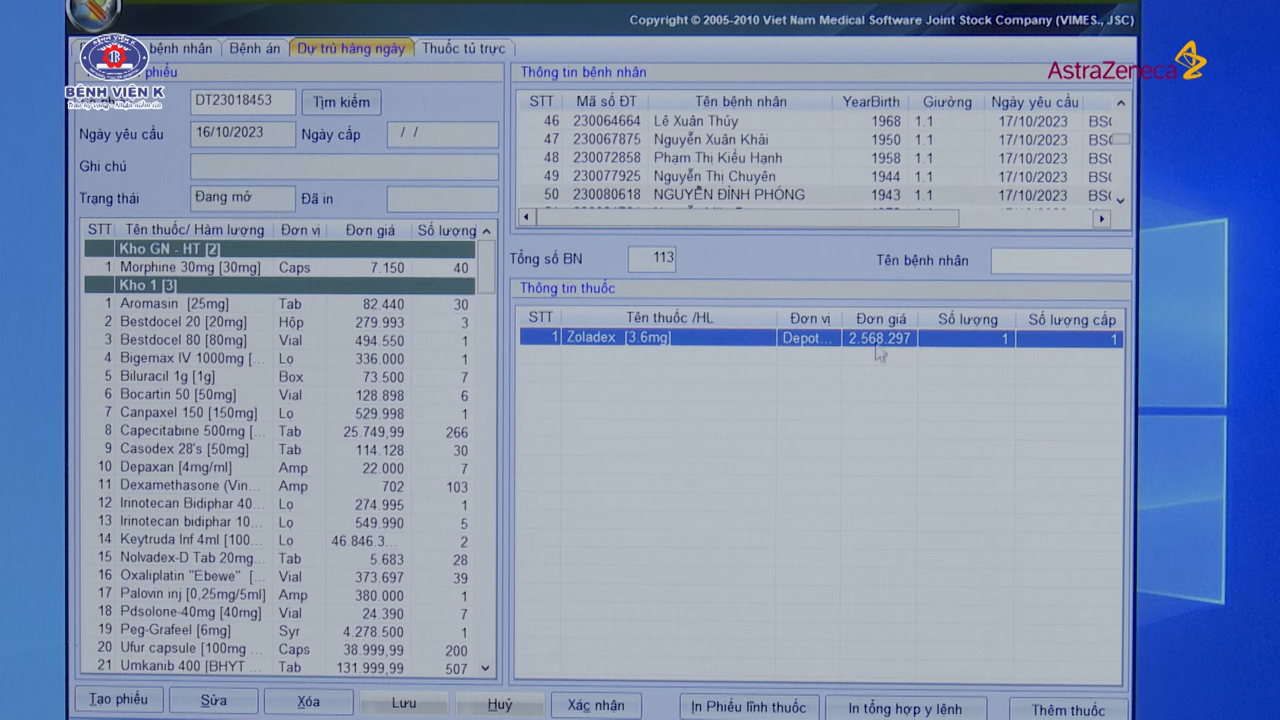 Copyright © 2005-2010 Viet Nam Medical Software Joint Stock Company (VIMES., JSC)
bệnh nhân Bệnh án Dự trù hàng ngày Thuốc tủ trực
BỆNH VIỆN K
AstraZeneca
phiếu
DT23018453 Tìm kiếm
Ngày yêu cầu 16/10/2023 Ngày cấp / /
Ghi chú
Trạng thái Đang mở Đã in
STT Tên thuốc/ Hàm lượng Đơn vị Đơn giá Số lượng
Kho GN - HT [2]
1 Morphine 30mg [30mg] Caps 7.150 40
Kho 1 [3]
1 Aromasin [25mg] Tab 82.440 30
2 Bestdocel 20 [20mg] Hộp 279.993 3
3 Bestdocel 80 [80mg] Vial 494.550 1
4 Bigemax IV 1000mg [... Lọ 336.000 1
5 Biluracil 1g [1g] Box 73.500 7
6 Bocartin 50 [50mg] Vial 128.898 6
7 Canpaxel 150 [150mg] Lọ 529.998 1
8 Capecitabine 500mg [... Tab 25.749,99 266
9 Casodex 28's [50mg] Tab 114.128 30
10 Depaxan [4mg/ml] Amp 22.000 7
11 Dexamethasone (Vin... Amp 702 103
12 Irinotecan Bidiphar 40... Lọ 274.995 1
13 Irinotecan bidiphar 10... Lọ 549.990 5
14 Keytruda Inf 4ml [100... Lọ 46.846.3... 2
15 Nolvadex-D Tab 20mg... Tab 5.683 28
16 Oxaliplatin "Ebewe" [... Vial 373.697 39
17 Palovin inj [0,25mg/5ml] Amp 380.000 1
18 Pdsolone-40mg [40mg] Vial 24.390 7
19 Peg-Grafeel [6mg] Syr 4.278.500 1
20 Ufur capsule [100mg ... Caps 38.999,99 200
21 Umkanib 400 [BHYT ... Tab 131.999,99 507
Thông tin bệnh nhân
STT Mã số ĐT Tên bệnh nhân YearBirth Giường Ngày yêu cầu
46 230064664 Lê Xuân Thủy 1968 1.1 17/10/2023 BSC
47 230067875 Nguyễn Xuân Khải 1950 1.1 17/10/2023 BSC
48 230072858 Phạm Thị Kiều Hạnh 1958 1.1 17/10/2023 BSC
49 230077925 Nguyễn Thị Chuyên 1944 1.1 17/10/2023 BSC
50 230080618 NGUYỄN ĐÌNH PHÓNG 1943 1.1 17/10/2023 BSC
Tổng số BN 113 Tên bệnh nhân
Thông tin thuốc
STT Tên thuốc /HL Đơn vị Đơn giá Số lượng Số lượng cấp
1 Zoladex [3.6mg] Depot... 2.568.297 1 1
Tạo phiếu Sửa Xóa Lưu Huỷ Xác nhận In Phiếu lĩnh thuốc In tổng hợp y lệnh Thêm thuốc